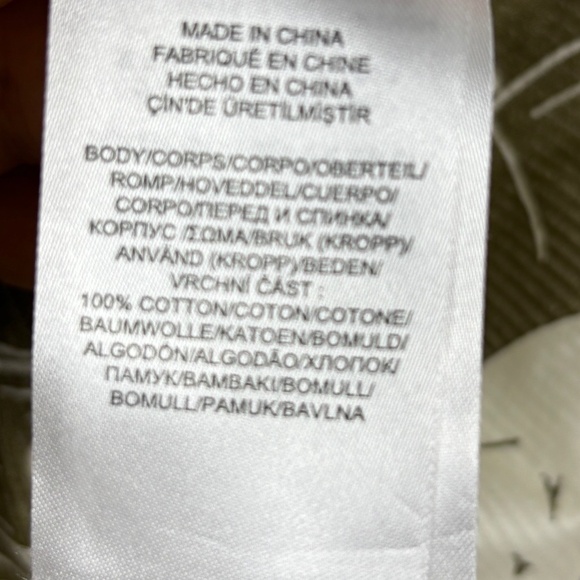 MADE IN CHINA
FABRIQUÉ EN CHINE
HECHO EN CHINA
ÇİN'DE ÜRETİLMİŞTİR
BODY/CORPS/CORPO/OBERTEIL/
ROMP/HOVEDDEL/CUERPO/
CORPO/ПЕРЕД И СПИНКА/
КОРПУС /ΣΩΜΑ/BRUK (KROPP)/
ANVÄND (KROPP)/BEDEN/
VRCHNÍ ČÁST :
100% COTTON/COTON/COTONE/
BAUMWOLLE/KATOEN/BOMULD/
ALGODÓN/ALGODÃO/ХЛОПОК/
ПАМУК/ΒΑΜΒΑΚΙ/BOMULL/
BOMULL/PAMUK/BAVLNA